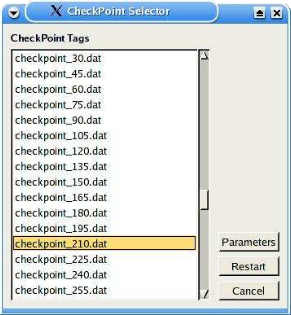 CheckPoint Selector
CheckPoint Tags
checkpoint_30.dat
checkpoint_45.dat
checkpoint_60.dat
checkpoint_75.dat
checkpoint_90.dat
checkpoint_105.dat
checkpoint_120.dat
checkpoint_135.dat
checkpoint_150.dat
checkpoint_165.dat
checkpoint_180.dat
checkpoint_195.dat
checkpoint_210.dat
checkpoint_225.dat
checkpoint_240.dat
checkpoint_255.dat
Parameters
Restart
Cancel